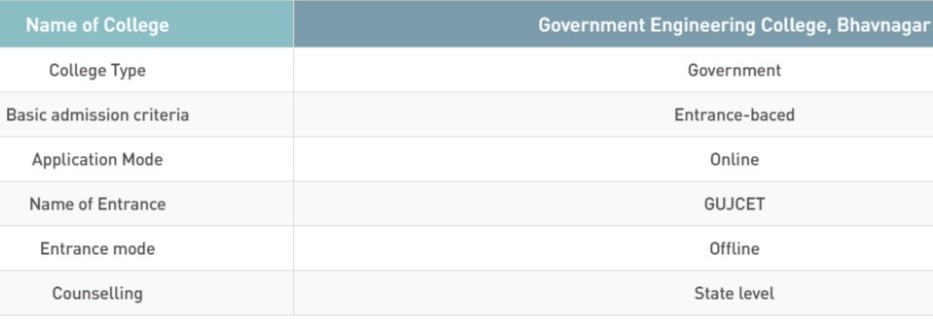 Name of College Government Engineering College, Bhavnagar
College Type Government
Basic admission criteria Entrance-baced
Application Mode Online
Name of Entrance GUJCET
Entrance mode Offline
Counselling State level